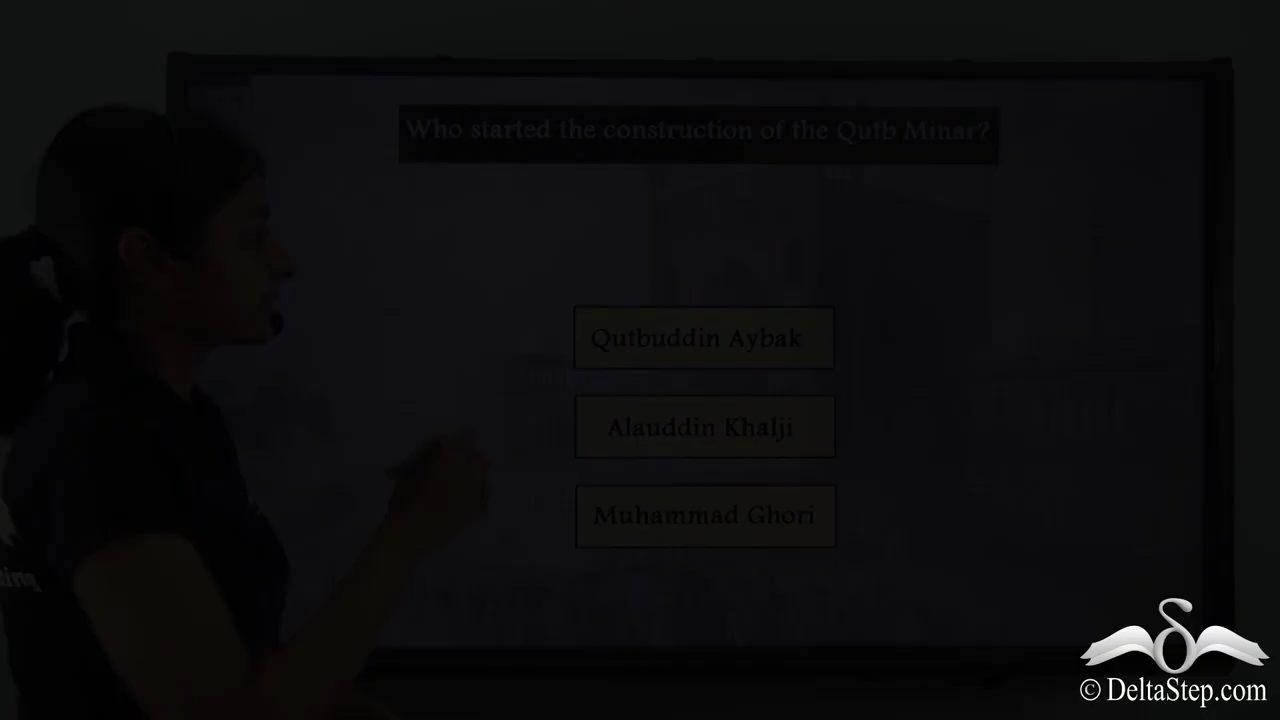 Who started the construction of the Qutb Minar?
Qutbuddin Aybak
Alauddin Khalji
Muhammad Ghori
© DeltaStep.com